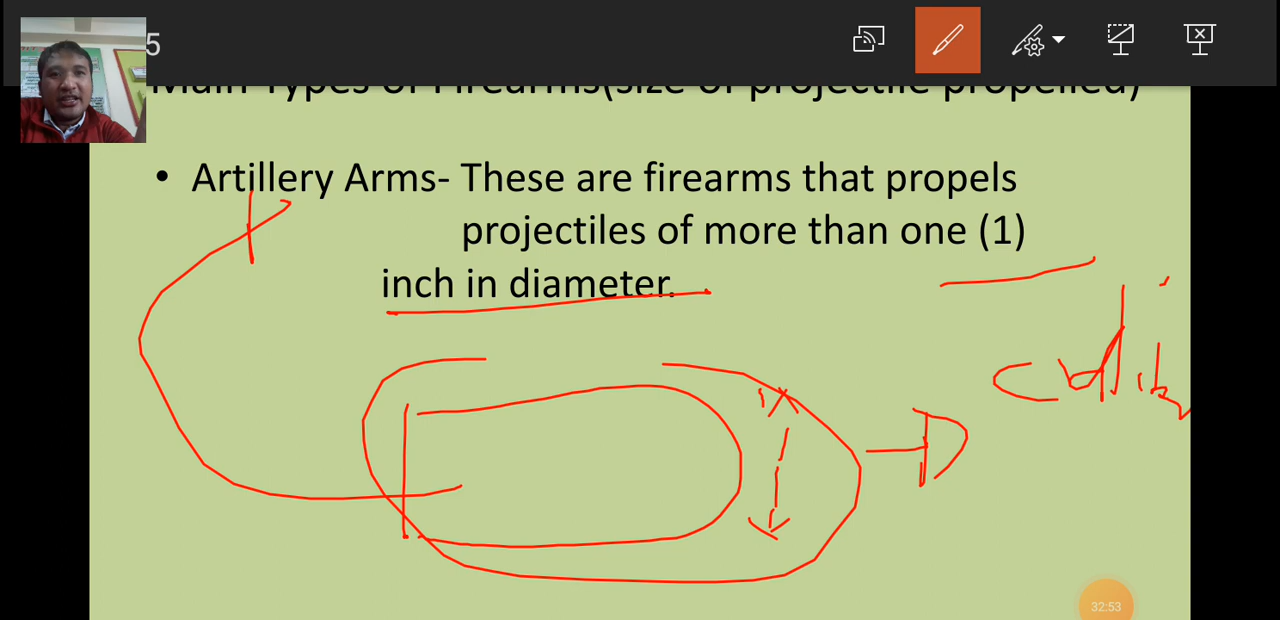 5
Main Types of Firearms(size of projectile propelled)
• Artillery Arms- These are firearms that propels
projectiles of more than one (1)
inch in diameter.
D
32:53